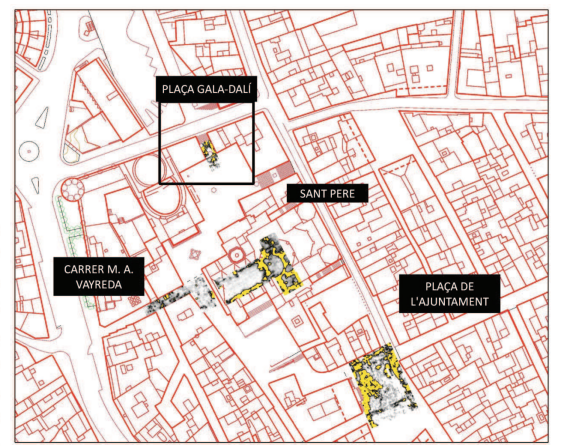 PLAÇA GALA-DALÍ
SANT PERE
CARRER M. A.
VAYREDA
PLAÇA DE
L'AJUNTAMENT